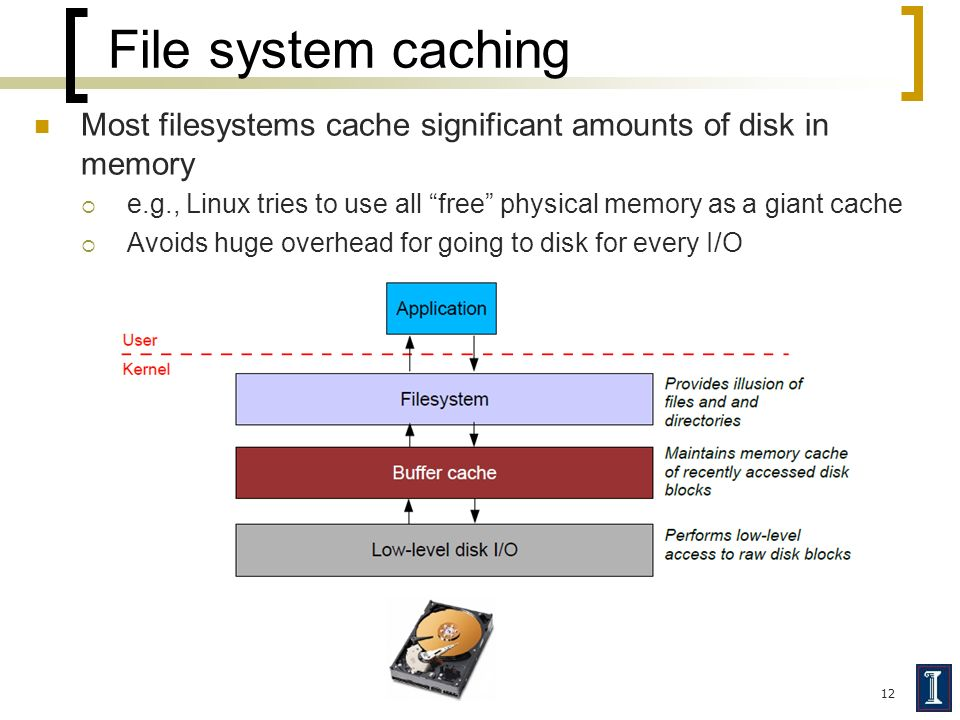 File system caching
Most filesystems cache significant amounts of disk in
memory
e.g., Linux tries to use all “free” physical memory as a giant cache
Avoids huge overhead for going to disk for every I/O
Application
User
Kernel
Filesystem
Provides illusion of
files and and
directories
Buffer cache
Maintains memory cache
of recently accessed disk
blocks
Low-level disk I/O
Performs low-level
access to raw disk blocks
12
I